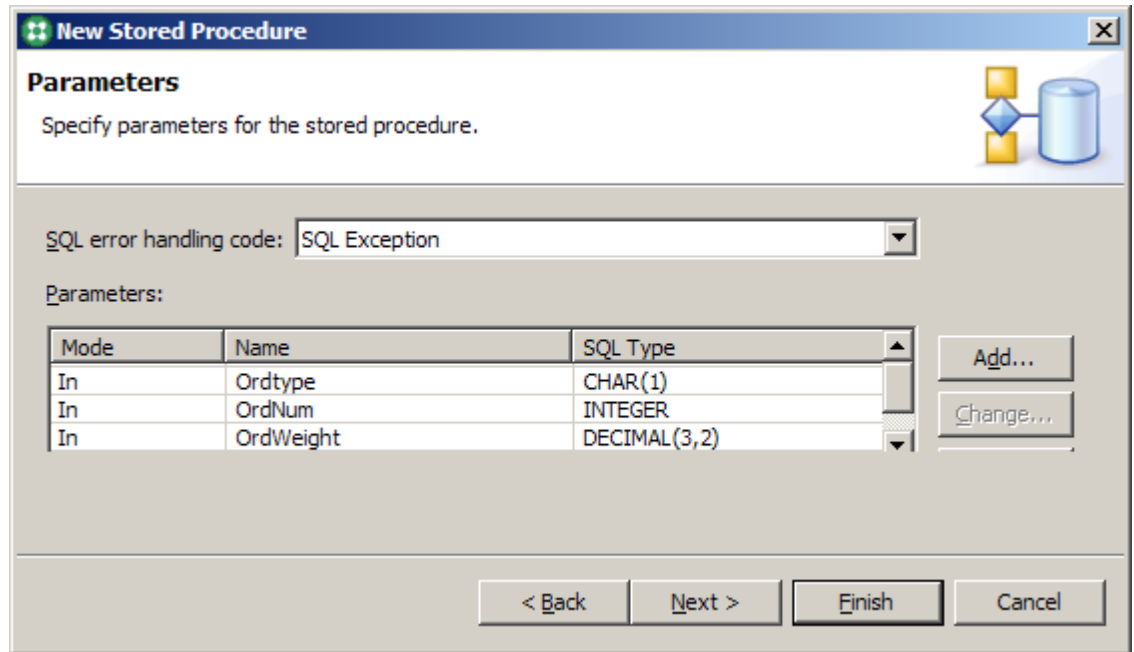 New Stored Procedure
Parameters
Specify parameters for the stored procedure.
SQL error handling code: SQL Exception
Parameters:
Mode Name SQL Type
Add...
In Ordtype CHAR(1)
In OrdNum INTEGER
Change...
In OrdWeight DECIMAL(3,2)
< Back Next > Finish Cancel